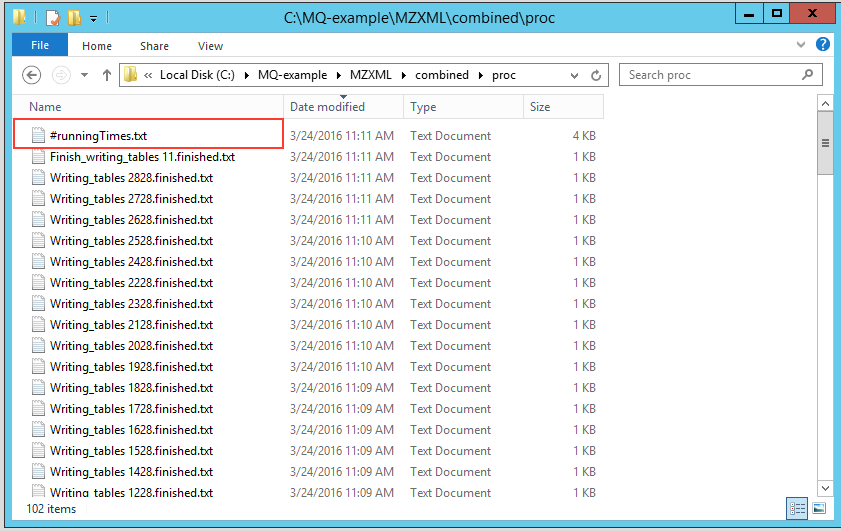 C:\MQ-example\MZXML\combined\proc
File Home Share View
« Local Disk (C:) MQ-example MZXML combined proc Search proc
Name Date modified Type Size
#runningTimes.txt 3/24/2016 11:11 AM Text Document 4 KB
Finish_writing_tables 11.finished.txt 3/24/2016 11:11 AM Text Document 1 KB
Writing_tables 2828.finished.txt 3/24/2016 11:11 AM Text Document 1 KB
Writing_tables 2728.finished.txt 3/24/2016 11:11 AM Text Document 1 KB
Writing_tables 2628.finished.txt 3/24/2016 11:11 AM Text Document 1 KB
Writing_tables 2528.finished.txt 3/24/2016 11:10 AM Text Document 1 KB
Writing_tables 2428.finished.txt 3/24/2016 11:10 AM Text Document 1 KB
Writing_tables 2228.finished.txt 3/24/2016 11:10 AM Text Document 1 KB
Writing_tables 2328.finished.txt 3/24/2016 11:10 AM Text Document 1 KB
Writing_tables 2128.finished.txt 3/24/2016 11:10 AM Text Document 1 KB
Writing_tables 2028.finished.txt 3/24/2016 11:10 AM Text Document 1 KB
Writing_tables 1928.finished.txt 3/24/2016 11:10 AM Text Document 1 KB
Writing_tables 1828.finished.txt 3/24/2016 11:09 AM Text Document 1 KB
Writing_tables 1728.finished.txt 3/24/2016 11:09 AM Text Document 1 KB
Writing_tables 1628.finished.txt 3/24/2016 11:09 AM Text Document 1 KB
Writing_tables 1528.finished.txt 3/24/2016 11:09 AM Text Document 1 KB
Writing_tables 1428.finished.txt 3/24/2016 11:09 AM Text Document 1 KB
Writing_tables 1228.finished.txt 3/24/2016 11:09 AM Text Document 1 KB
102 items